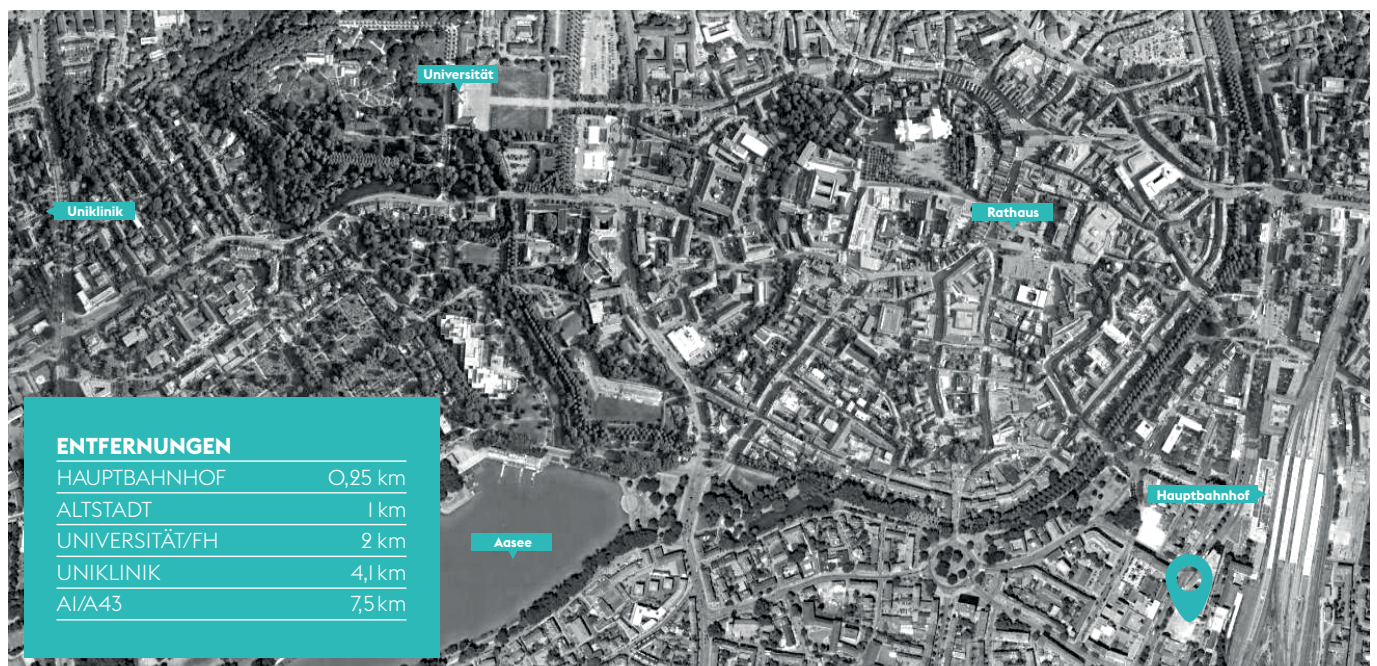 Universität
Uniklinik
Rathaus
Hauptbahnhof
Aasee
ENTFERNUNGEN
HAUPTBAHNHOF 0,25 km
ALTSTADT 1 km
UNIVERSITÄT/FH 2 km
UNIKLINIK 4,1 km
A1/A43 7,5 km